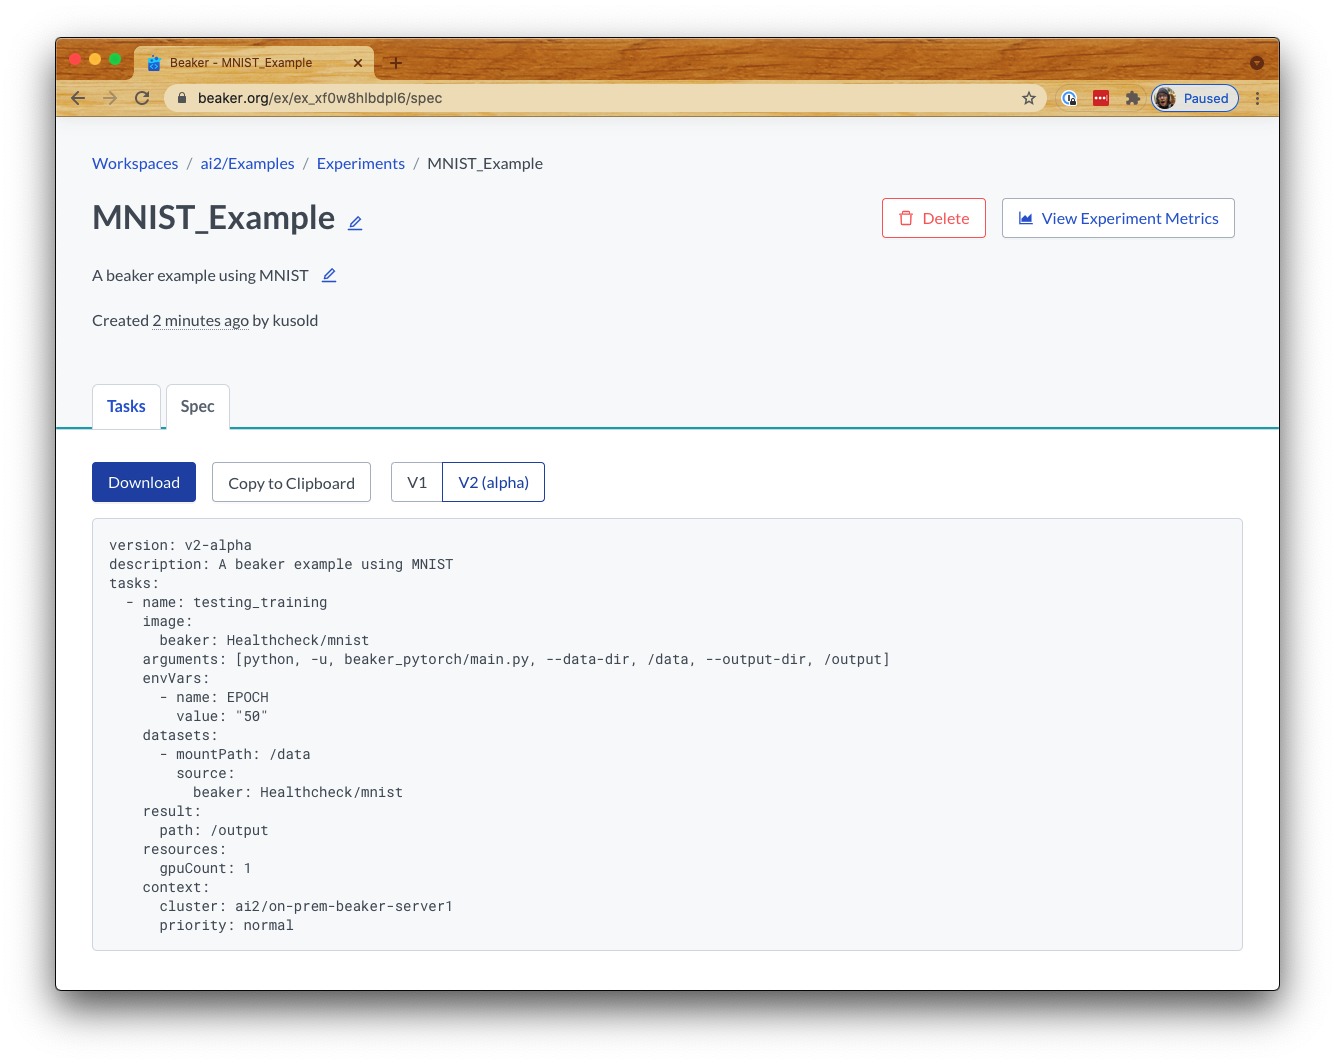 Beaker - MNIST_Example
beaker.org/ex/ex_xf0w8hlbdpl6/spec
Paused
Workspaces / ai2/Examples / Experiments / MNIST_Example
MNIST_Example
Delete
View Experiment Metrics
A beaker example using MNIST
Created 2 minutes ago by kusold
Tasks
Spec
Download
Copy to Clipboard
V1
V2 (alpha)
version: v2-alpha
description: A beaker example using MNIST
tasks:
  - name: testing_training
    image:
      beaker: Healthcheck/mnist
    arguments: [python, -u, beaker_pytorch/main.py, --data-dir, /data, --output-dir, /output]
    envVars:
      - name: EPOCH
        value: "50"
    datasets:
      - mountPath: /data
        source:
          beaker: Healthcheck/mnist
    result:
      path: /output
    resources:
      gpuCount: 1
    context:
      cluster: ai2/on-prem-beaker-server1
      priority: normal